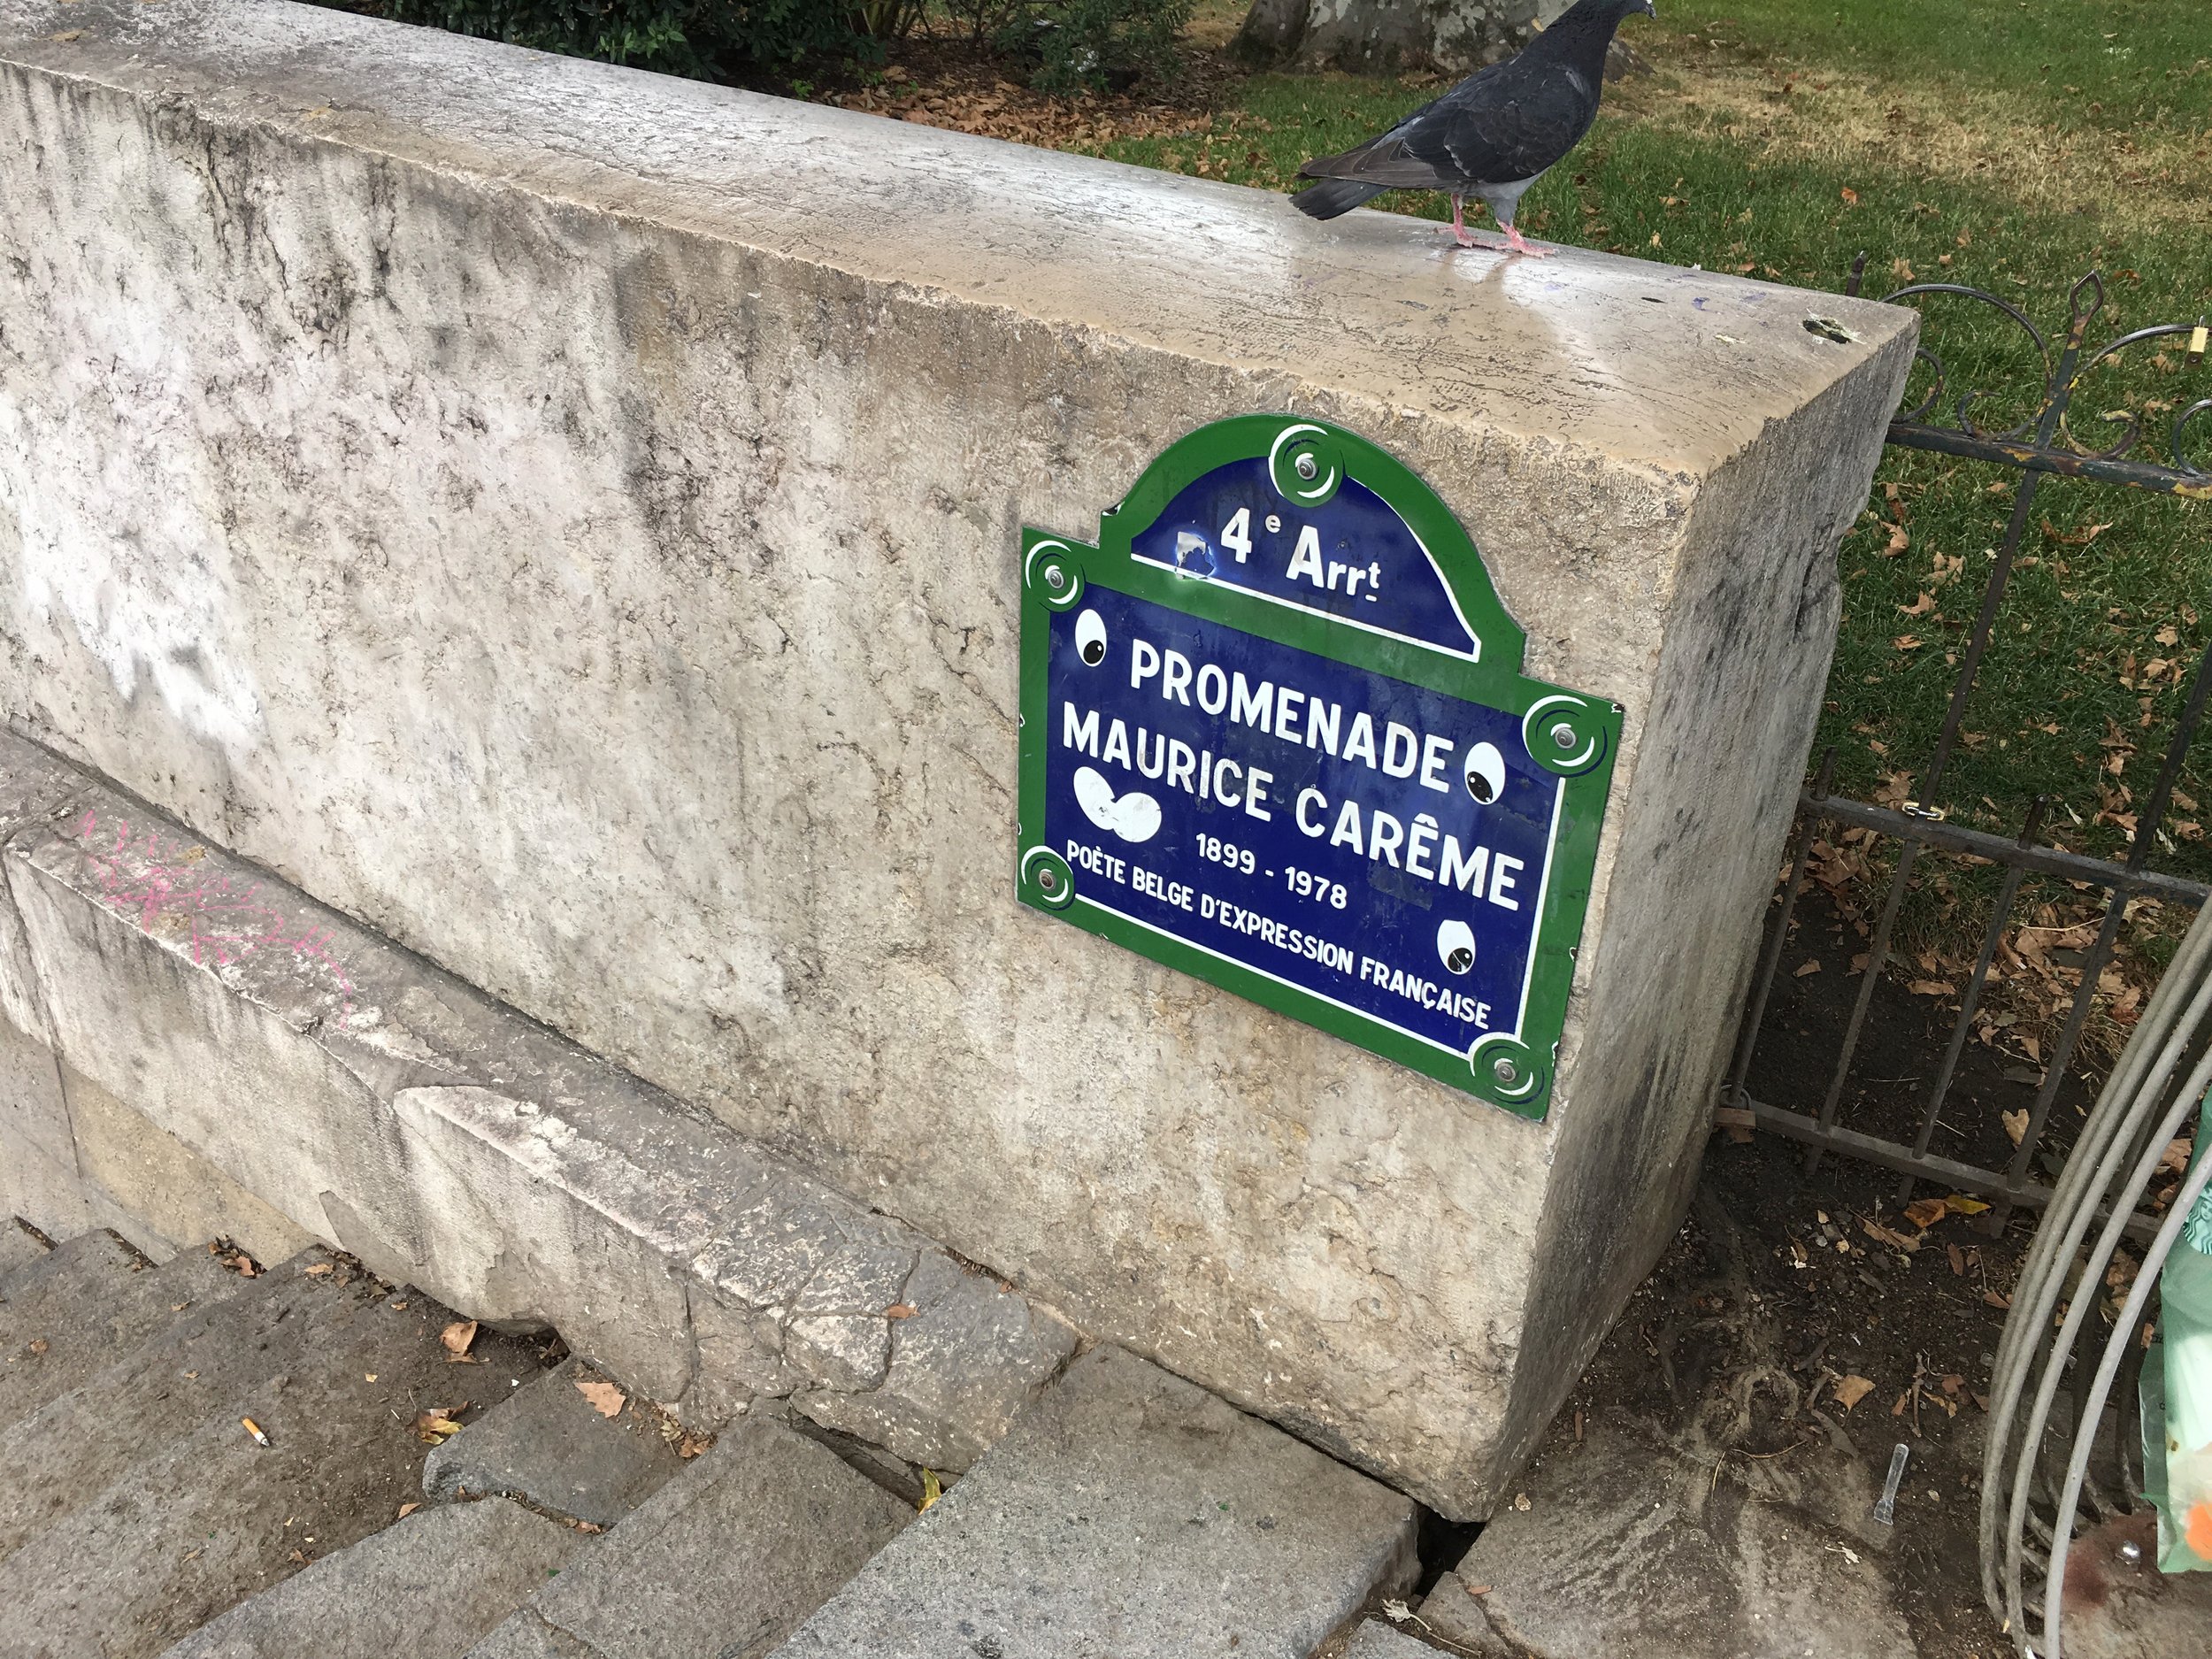 4e Arrt
PROMENADE
MAURICE CARÊME
1899 - 1978
POÈTE BELGE D'EXPRESSION FRANÇAISE